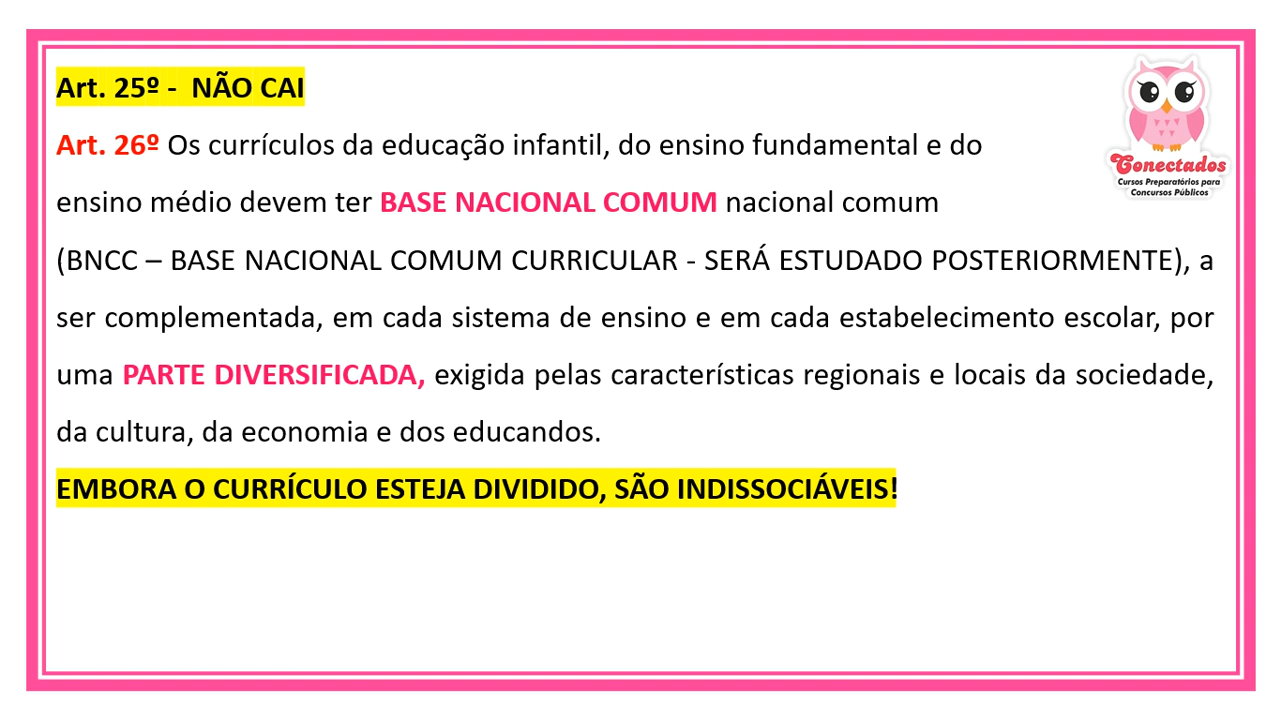 Art. 25º - NÃO CAI
Art. 26º Os currículos da educação infantil, do ensino fundamental e do
ensino médio devem ter BASE NACIONAL COMUM nacional comum
(BNCC – BASE NACIONAL COMUM CURRICULAR - SERÁ ESTUDADO POSTERIORMENTE), a
ser complementada, em cada sistema de ensino e em cada estabelecimento escolar, por
uma PARTE DIVERSIFICADA, exigida pelas características regionais e locais da sociedade,
da cultura, da economia e dos educandos.
EMBORA O CURRÍCULO ESTEJA DIVIDIDO, SÃO INDISSOCIÁVEIS!
Conectados
Cursos Preparatórios para
Concursos Públicos